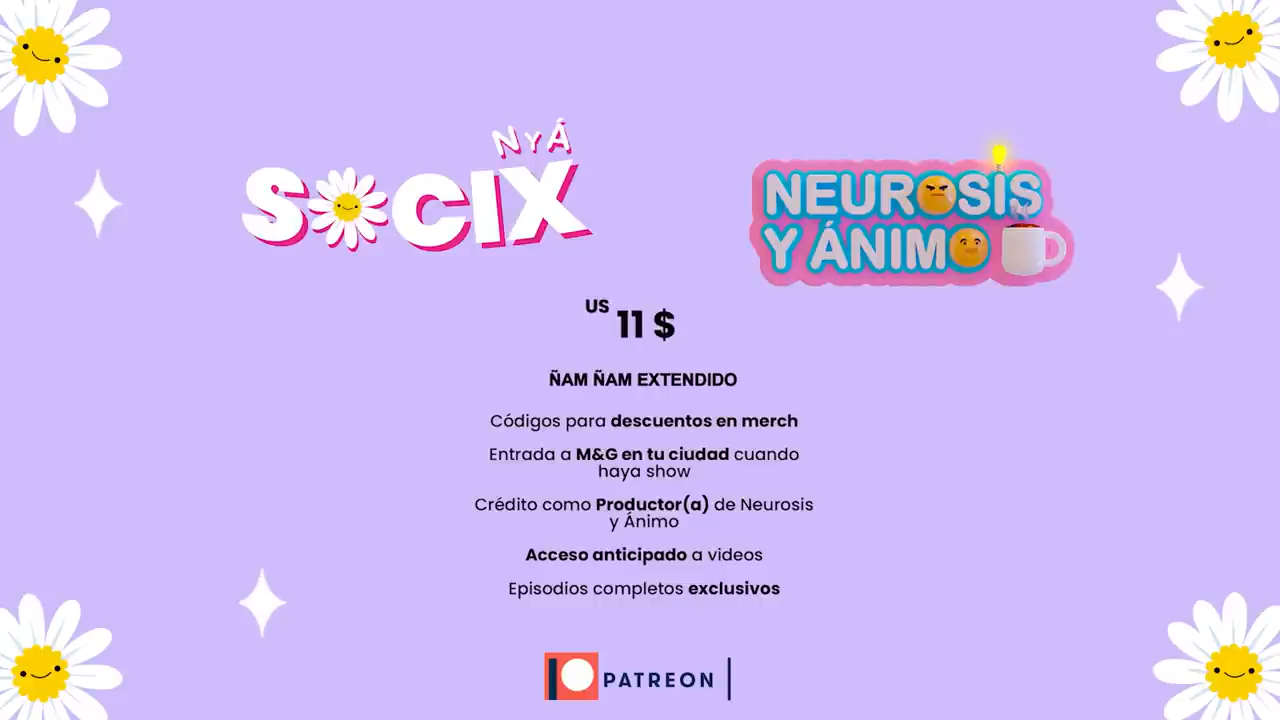 NYÁ
SOCIX
NEUROSIS
Y ÁNIMO
US
11 $
ÑAM ÑAM EXTENDIDO
Códigos para descuentos en merch
Entrada a M&G en tu ciudad cuando
haya show
Crédito como Productor(a) de Neurosis
y Ánimo
Acceso anticipado a videos
Episodios completos exclusivos
PATREON